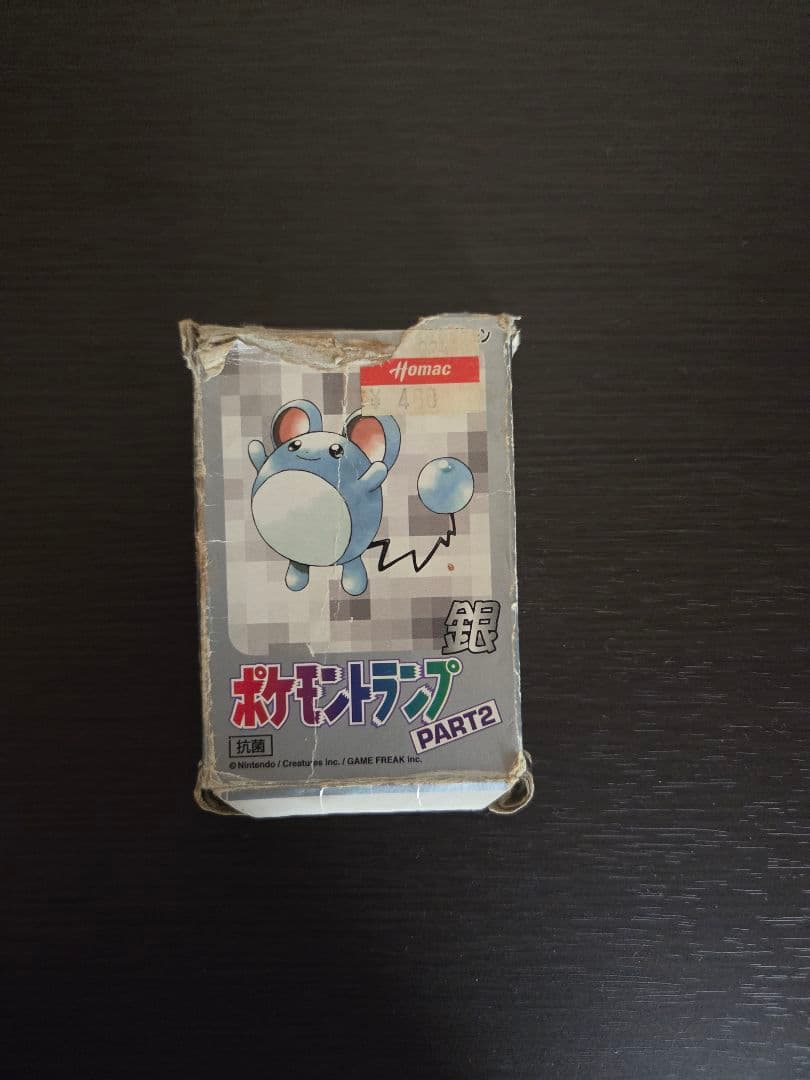 Homac
¥ 480
銀
ポケモントランプ
PART2
抗菌
©Nintendo / Creatures inc. / GAME FREAK inc.